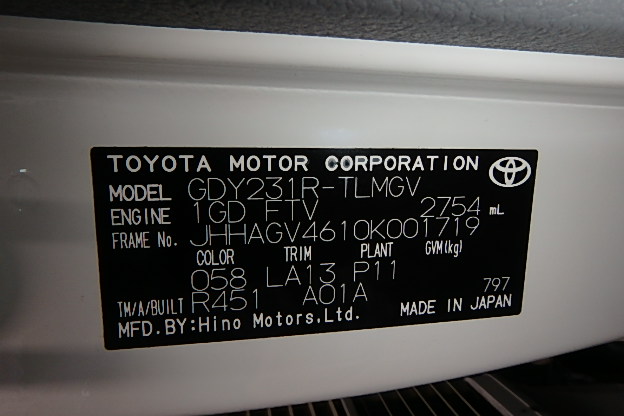 TOYOTA MOTOR CORPORATION
MODEL GDY231R-TLMGV
ENGINE 1GD FTV 2754 mL
FRAME No. JHHAGV4610K001719
COLOR TRIM PLANT GVM(kg)
058 LA13 P11
797
TM/A/BUILT R451 A01A
MADE IN JAPAN
MFD.BY:Hino Motors.Ltd.